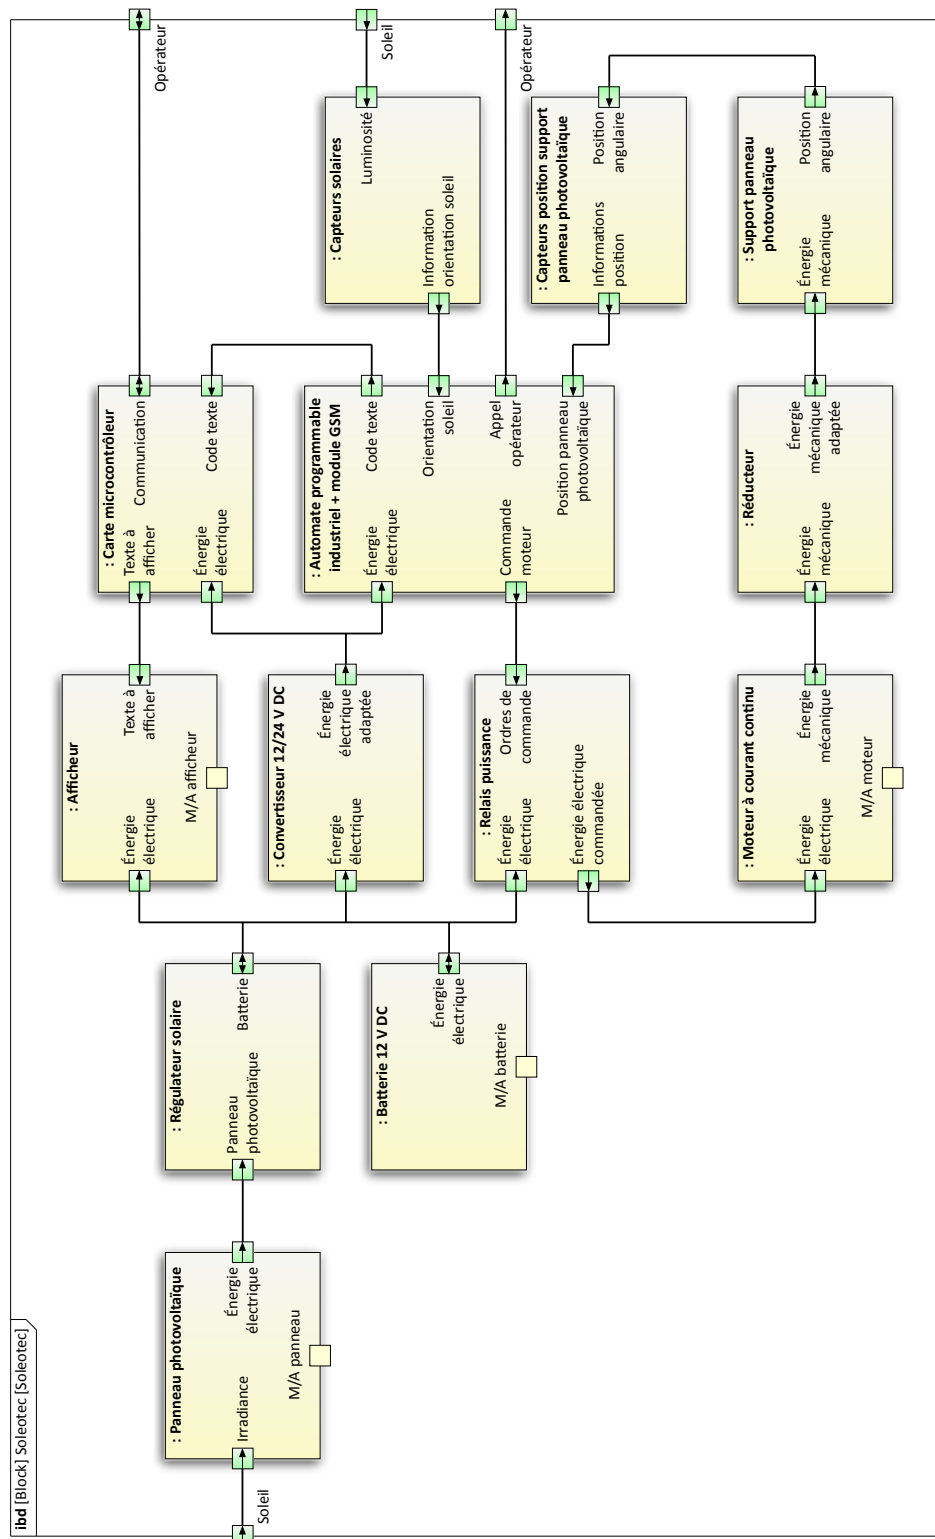 ibd [Block] Soleotec [Soleotec]
Soleil
: Panneau photovoltaïque
Irradiance
Énergie
électrique
M/A panneau
: Régulateur solaire
Panneau
photovoltaïque
Batterie
: Batterie 12 V DC
Énergie
électrique
M/A batterie
: Afficheur
Énergie
électrique
Texte à
afficher
M/A afficheur
: Convertisseur 12/24 V DC
Énergie
électrique
Énergie
électrique
adaptée
: Relais puissance
Énergie
électrique
Ordres de
commande
Énergie électrique
commandée
: Moteur à courant continu
Énergie
électrique
Énergie
mécanique
M/A moteur
: Carte microcontrôleur
Texte à
afficher
Communication
Énergie
électrique
Code texte
: Automate programmable
industriel + module GSM
Énergie
électrique
Code texte
Orientation
soleil
Commande
moteur
Appel
opérateur
Position panneau
photovoltaïque
: Réducteur
Énergie
mécanique
Énergie
mécanique
adaptée
: Capteurs solaires
Luminosité
Information
orientation soleil
: Capteurs position support
panneau photovoltaïque
Informations
position
Position
angulaire
: Support panneau
photovoltaïque
Énergie
mécanique
Position
angulaire
Opérateur
Soleil
Opérateur